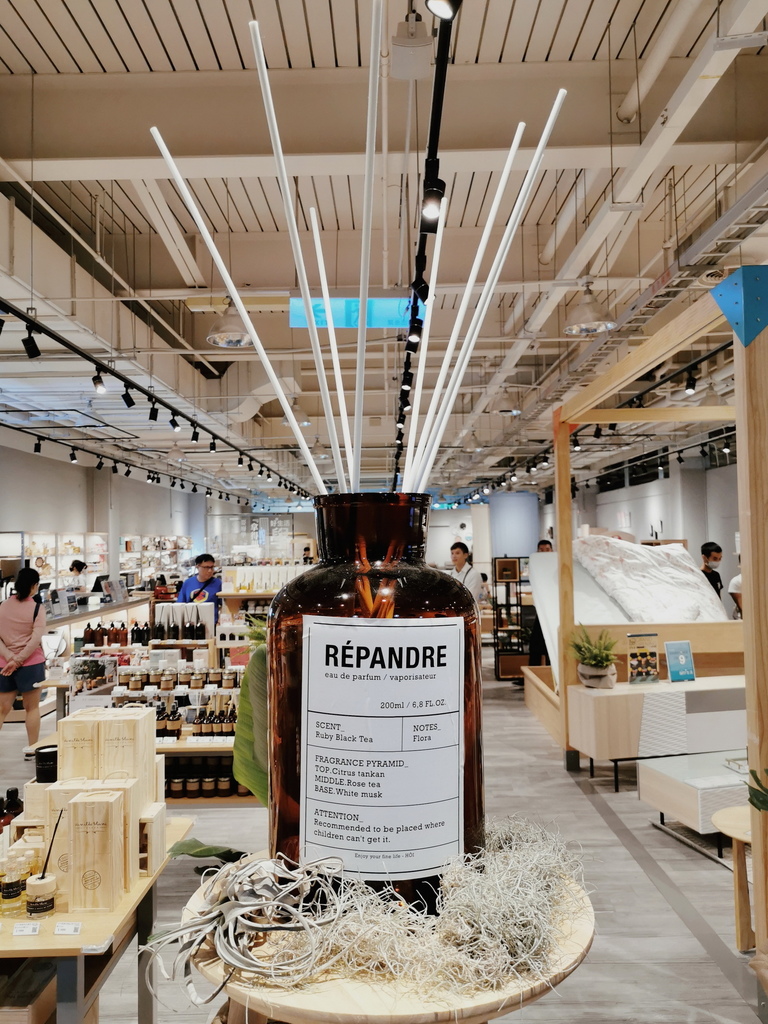 RÉPANDRE
eau de parfum / vaporisateur
200ml / 6,8 FL.OZ.
SCENT_
Ruby Black Tea
NOTES_
Flora
FRAGRANCE PYRAMID_
TOP.Citrus tankan
MIDDLE.Rose tea
BASE.White musk
ATTENTION_
Recommended to be placed where
children can't get it.
Enjoy your fine life - HOI